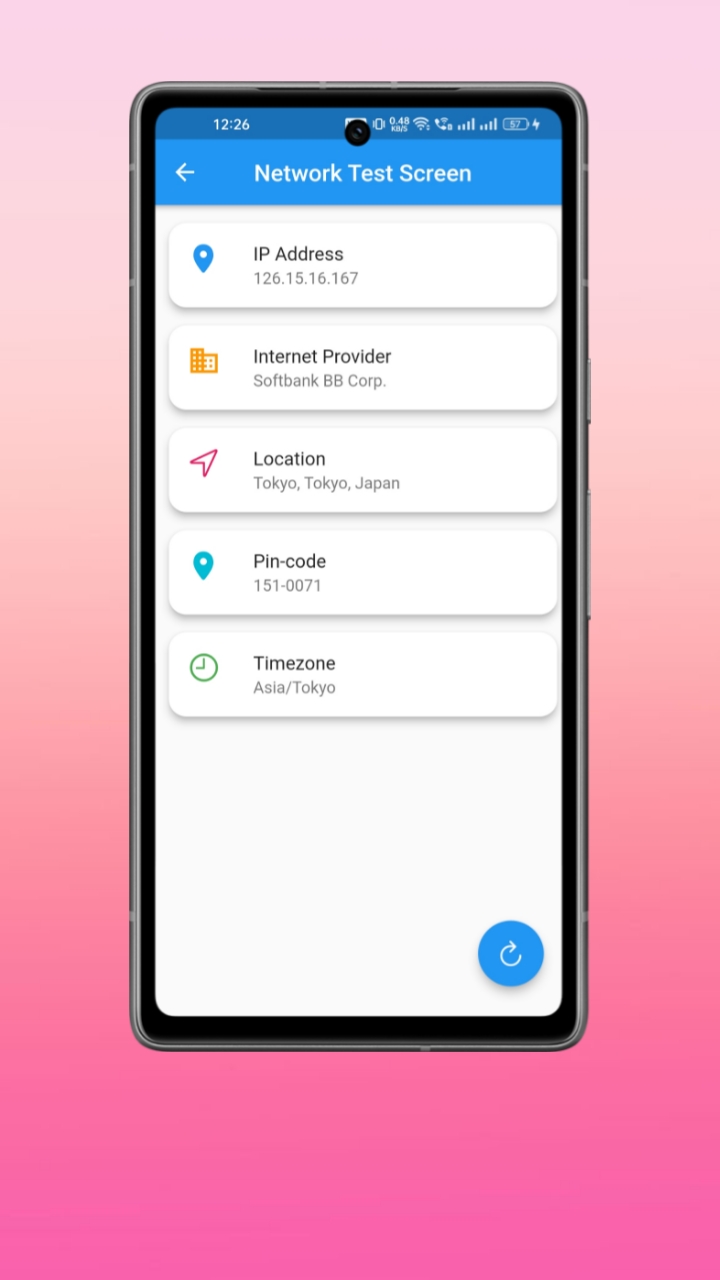 12:26 0.48 KB/S 57
Network Test Screen
IP Address
126.15.16.167
Internet Provider
Softbank BB Corp.
Location
Tokyo, Tokyo, Japan
Pin-code
151-0071
Timezone
Asia/Tokyo